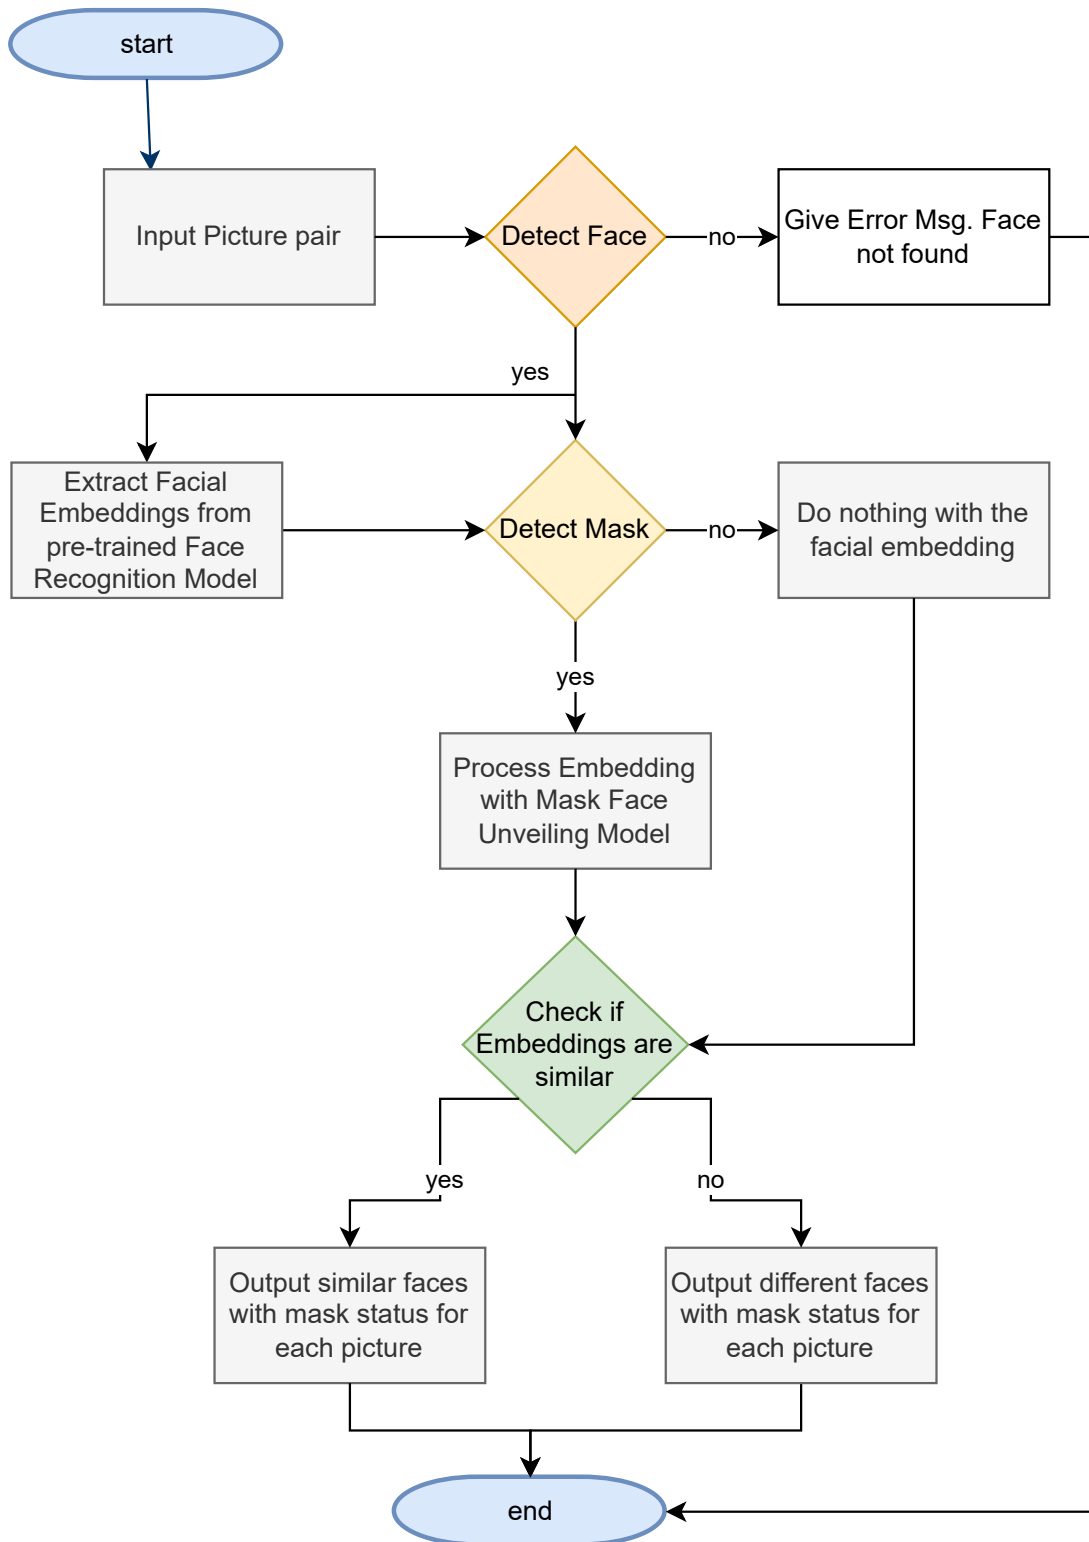 start
Input Picture pair
Detect Face
no
Give Error Msg. Face
not found
yes
Extract Facial
Embeddings from
pre-trained Face
Recognition Model
Detect Mask
no
Do nothing with the
facial embedding
yes
Process Embedding
with Mask Face
Unveiling Model
Check if
Embeddings are
similar
yes
no
Output similar faces
with mask status for
each picture
Output different faces
with mask status for
each picture
end